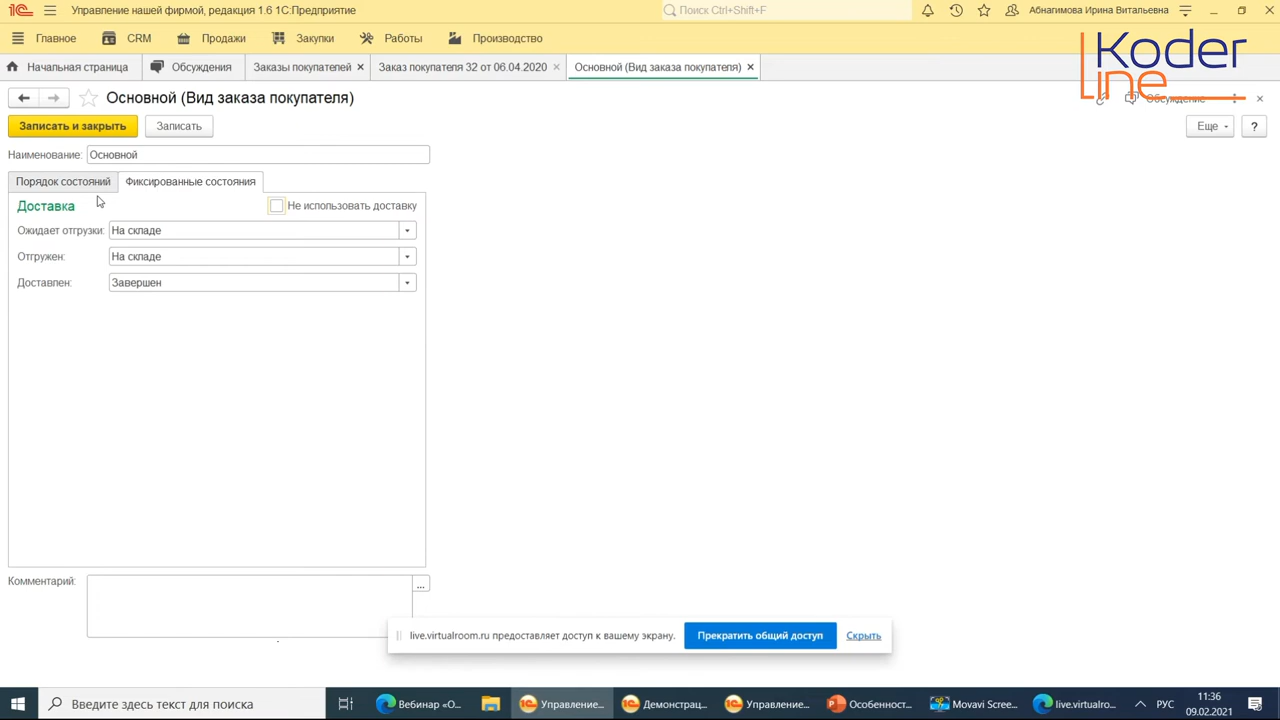 Управление нашей фирмой, редакция 1.6 1С:Предприятие
Поиск Ctrl+Shift+F
Абнагимова Ирина Витальевна
Главное
CRM
Продажи
Закупки
Работы
Производство
Koder
line
Начальная страница
Обсуждения
Заказы покупателей
Заказ покупателя 32 от 06.04.2020
Основной (Вид заказа покупателя)
Основной (Вид заказа покупателя)
Обсуждение
Записать и закрыть
Записать
Еще
?
Наименование: Основной
Порядок состояний
Фиксированные состояния
Доставка
Не использовать доставку
Ожидает отгрузки: На складе
Отгружен: На складе
Доставлен: Завершен
Комментарий:
...
live.virtualroom.ru предоставляет доступ к вашему экрану.
Прекратить общий доступ
Скрыть
Введите здесь текст для поиска
Вебинар «О...
Управление...
Демонстрац...
Управление...
Особенност...
Movavi Scree...
live.virtualro...
РУС
11:36
09.02.2021